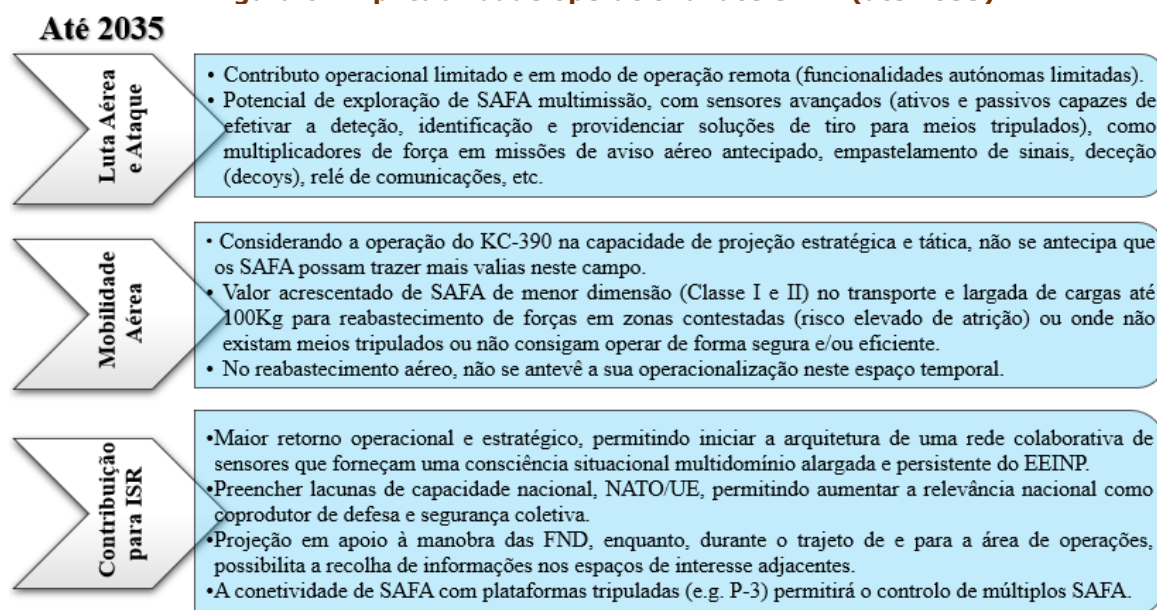 Até 2035
Luta Aérea
e Ataque
• Contributo operacional limitado e em modo de operação remota (funcionalidades autónomas limitadas).
• Potencial de exploração de SAFA multimissão, com sensores avançados (ativos e passivos capazes de
efetivar a deteção, identificação e providenciar soluções de tiro para meios tripulados), como
multiplicadores de força em missões de aviso aéreo antecipado, empastelamento de sinais, deceção
(decoys), relé de comunicações, etc.
Mobilidade
Aérea
• Considerando a operação do KC-390 na capacidade de projeção estratégica e tática, não se antecipa que
os SAFA possam trazer mais valias neste campo.
• Valor acrescentado de SAFA de menor dimensão (Classe I e II) no transporte e largada de cargas até
100Kg para reabastecimento de forças em zonas contestadas (risco elevado de atrição) ou onde não
existam meios tripulados ou não consigam operar de forma segura e/ou eficiente.
• No reabastecimento aéreo, não se antevê a sua operacionalização neste espaço temporal.
Contribuição
para ISR
•Maior retorno operacional e estratégico, permitindo iniciar a arquitetura de uma rede colaborativa de
sensores que forneçam uma consciência situacional multidomínio alargada e persistente do EEINP.
•Preencher lacunas de capacidade nacional, NATO/UE, permitindo aumentar a relevância nacional como
coprodutor de defesa e segurança coletiva.
•Projeção em apoio à manobra das FND, enquanto, durante o trajeto de e para a área de operações,
possibilita a recolha de informações nos espaços de interesse adjacentes.
•A conetividade de SAFA com plataformas tripuladas (e.g. P-3) permitirá o controlo de múltiplos SAFA.